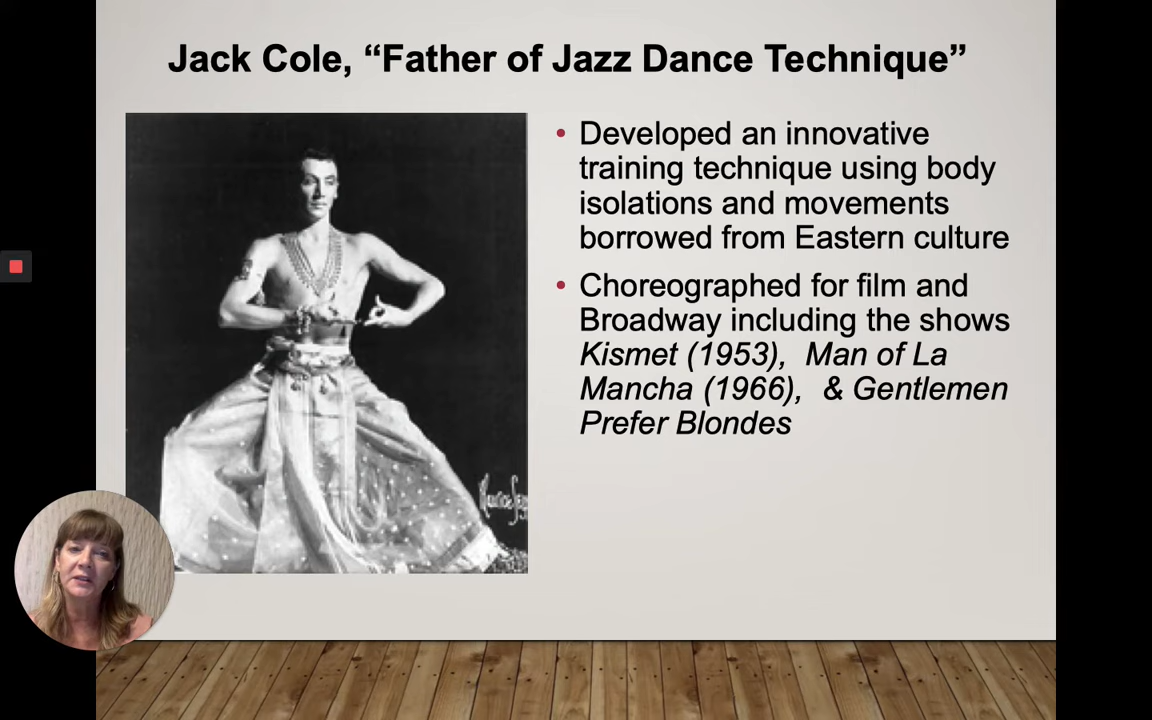 Jack Cole, “Father of Jazz Dance Technique”
• Developed an innovative
training technique using body
isolations and movements
borrowed from Eastern culture
• Choreographed for film and
Broadway including the shows
Kismet (1953), Man of La
Mancha (1966), & Gentlemen
Prefer Blondes